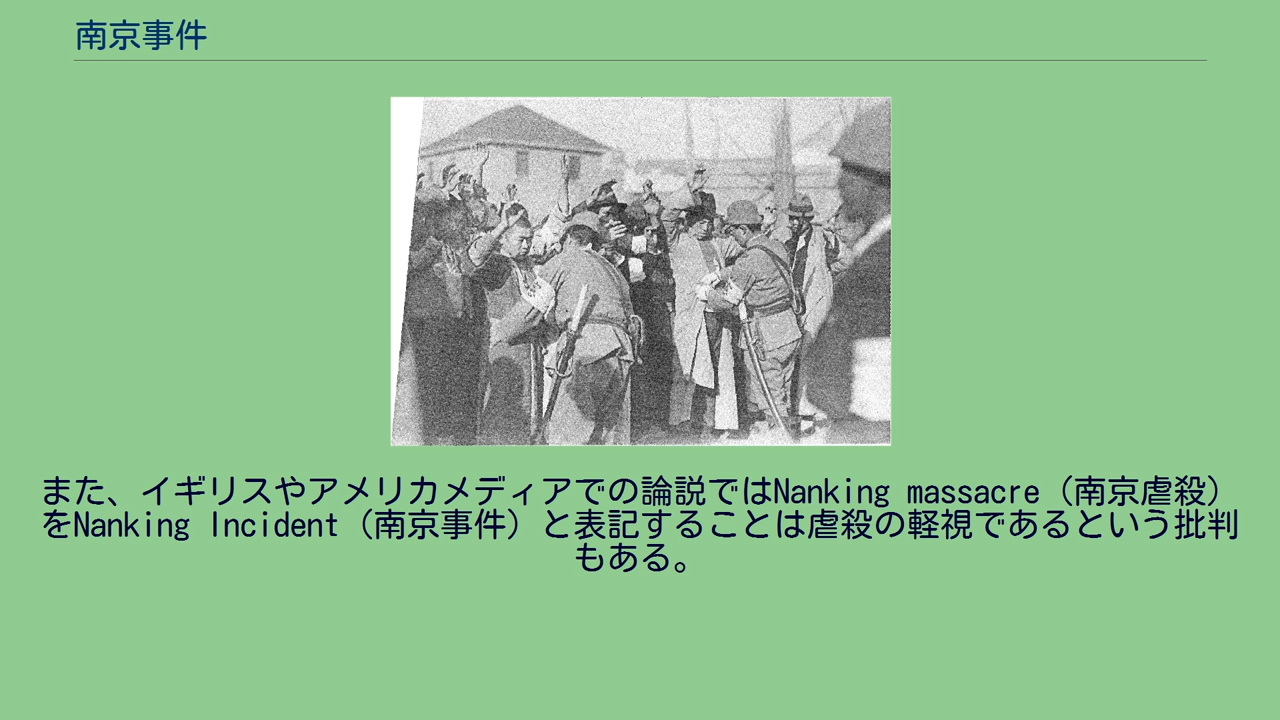 南京事件
また、イギリスやアメリカメディアでの論説ではNanking massacre（南京虐殺）
をNanking Incident（南京事件）と表記することは虐殺の軽視であるという批判
もある。